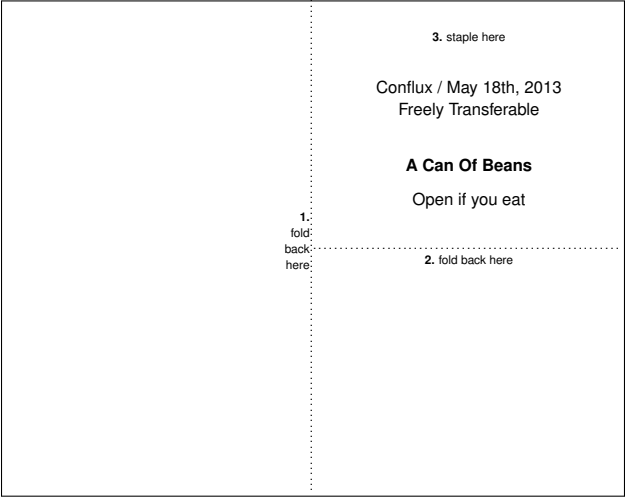 3. staple here
Conflux / May 18th, 2013
Freely Transferable
A Can Of Beans
Open if you eat
1.
fold
back
here
2. fold back here